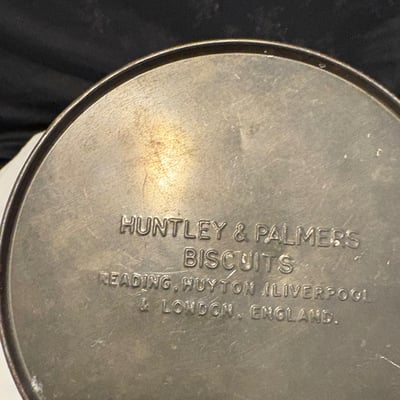 HUNTLEY & PALMERS
BISCUITS
READING, HUYTON /LIVERPOOL
& LONDON, ENGLAND.